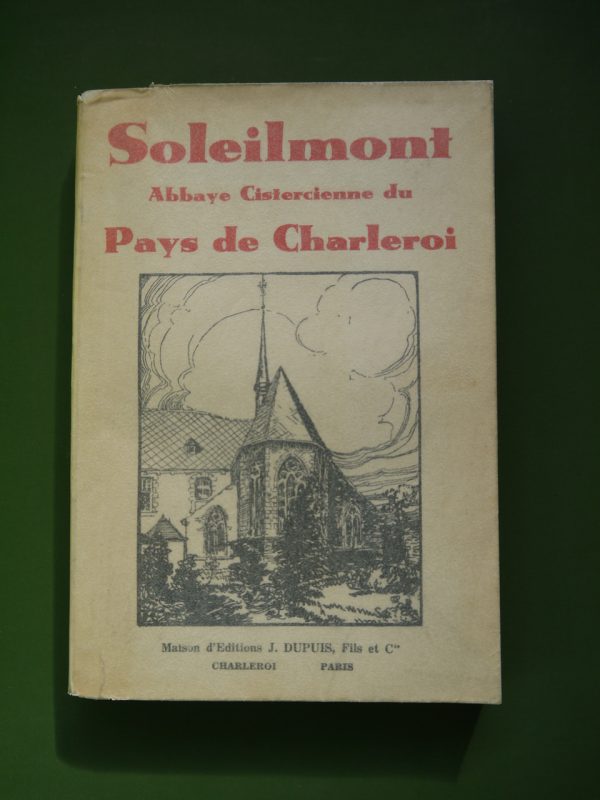 Soleilmont
Abbaye Cistercienne du
Pays de Charleroi
Maison d'Editions J. DUPUIS, Fils et Cie
CHARLEROI PARIS